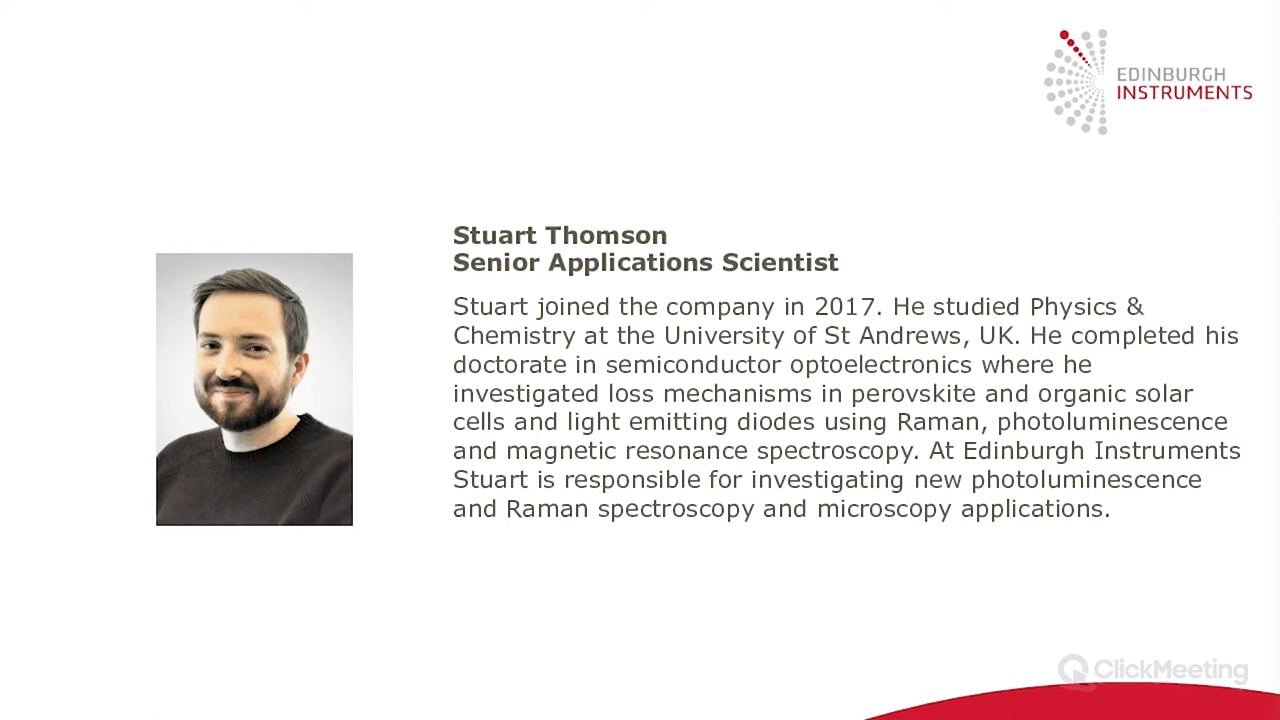 EDINBURGH
INSTRUMENTS
Stuart Thomson
Senior Applications Scientist
Stuart joined the company in 2017. He studied Physics &
Chemistry at the University of St Andrews, UK. He completed his
doctorate in semiconductor optoelectronics where he
investigated loss mechanisms in perovskite and organic solar
cells and light emitting diodes using Raman, photoluminescence
and magnetic resonance spectroscopy. At Edinburgh Instruments
Stuart is responsible for investigating new photoluminescence
and Raman spectroscopy and microscopy applications.
ClickMeeting